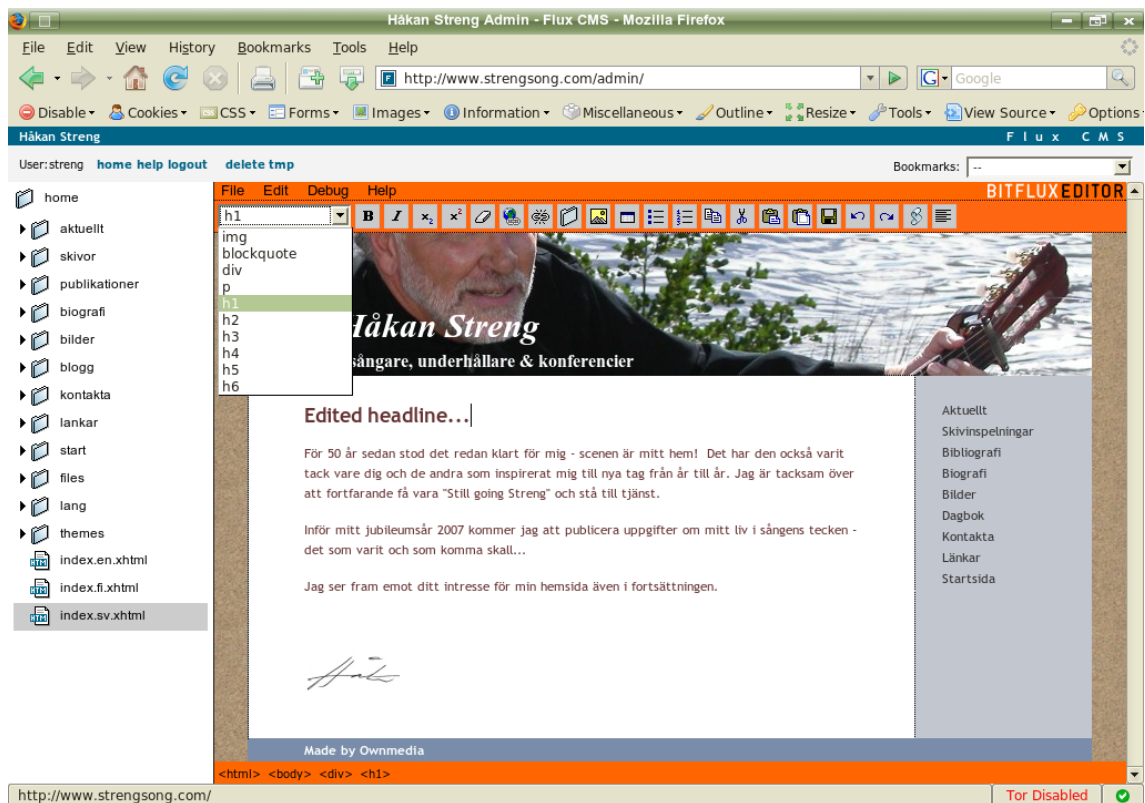 Håkan Streng Admin - Flux CMS - Mozilla Firefox
File Edit View History Bookmarks Tools Help
http://www.strengsong.com/admin/
G Google
Disable Cookies CSS Forms Images Information Miscellaneous Outline Resize Tools View Source Options
Håkan Streng Flux CMS
User:streng home help logout delete tmp Bookmarks: --
home
aktuellt
skivor
publikationer
biografi
bilder
blogg
kontakta
lankar
start
files
lang
themes
index.en.xhtml
index.fi.xhtml
index.sv.xhtml
File Edit Debug Help BITFLUXEDITOR
h1 B I x₂ x²
img
blockquote
div
p
h1
h2
h3
h4
h5
h6
Håkan Streng
sångare, underhållare & konferencier
Edited headline...
För 50 år sedan stod det redan klart för mig - scenen är mitt hem! Det har den också varit
tack vare dig och de andra som inspirerat mig till nya tag från år till år. Jag är tacksam över
att fortfarande få vara "Still going Streng" och stå till tjänst.
Inför mitt jubileumsår 2007 kommer jag att publicera uppgifter om mitt liv i sångens tecken -
det som varit och som komma skall...
Jag ser fram emot ditt intresse för min hemsida även i fortsättningen.
Aktuellt
Skivinspelningar
Bibliografi
Biografi
Bilder
Dagbok
Kontakta
Länkar
Startsida
Made by Ownmedia
<html> <body> <div> <h1>
http://www.strengsong.com/ Tor Disabled